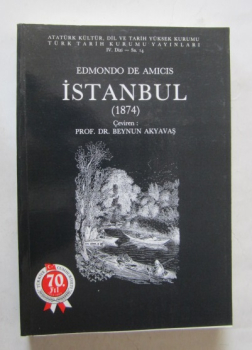 ATATÜRK KÜLTÜR, DİL VE TARİH YÜKSEK KURUMU
TÜRK TARİH KURUMU YAYINLARI
IV. Dizi — Sa. 14
EDMONDO DE AMICIS
İSTANBUL
(1874)
Çeviren :
PROF. DR. BEYNUN AKYAVAŞ
70.
yıl